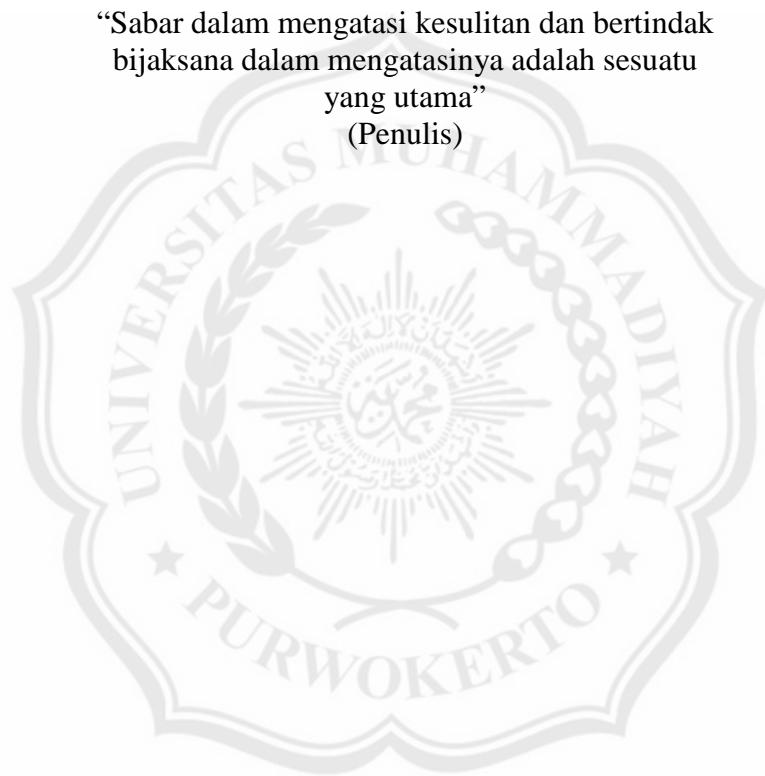 “Sabar dalam mengatasi kesulitan dan bertindak
bijaksana dalam mengatasinya adalah sesuatu
yang utama”
(Penulis)
UNIVERSITAS MUHAMMADIYAH
PURWOKERTO